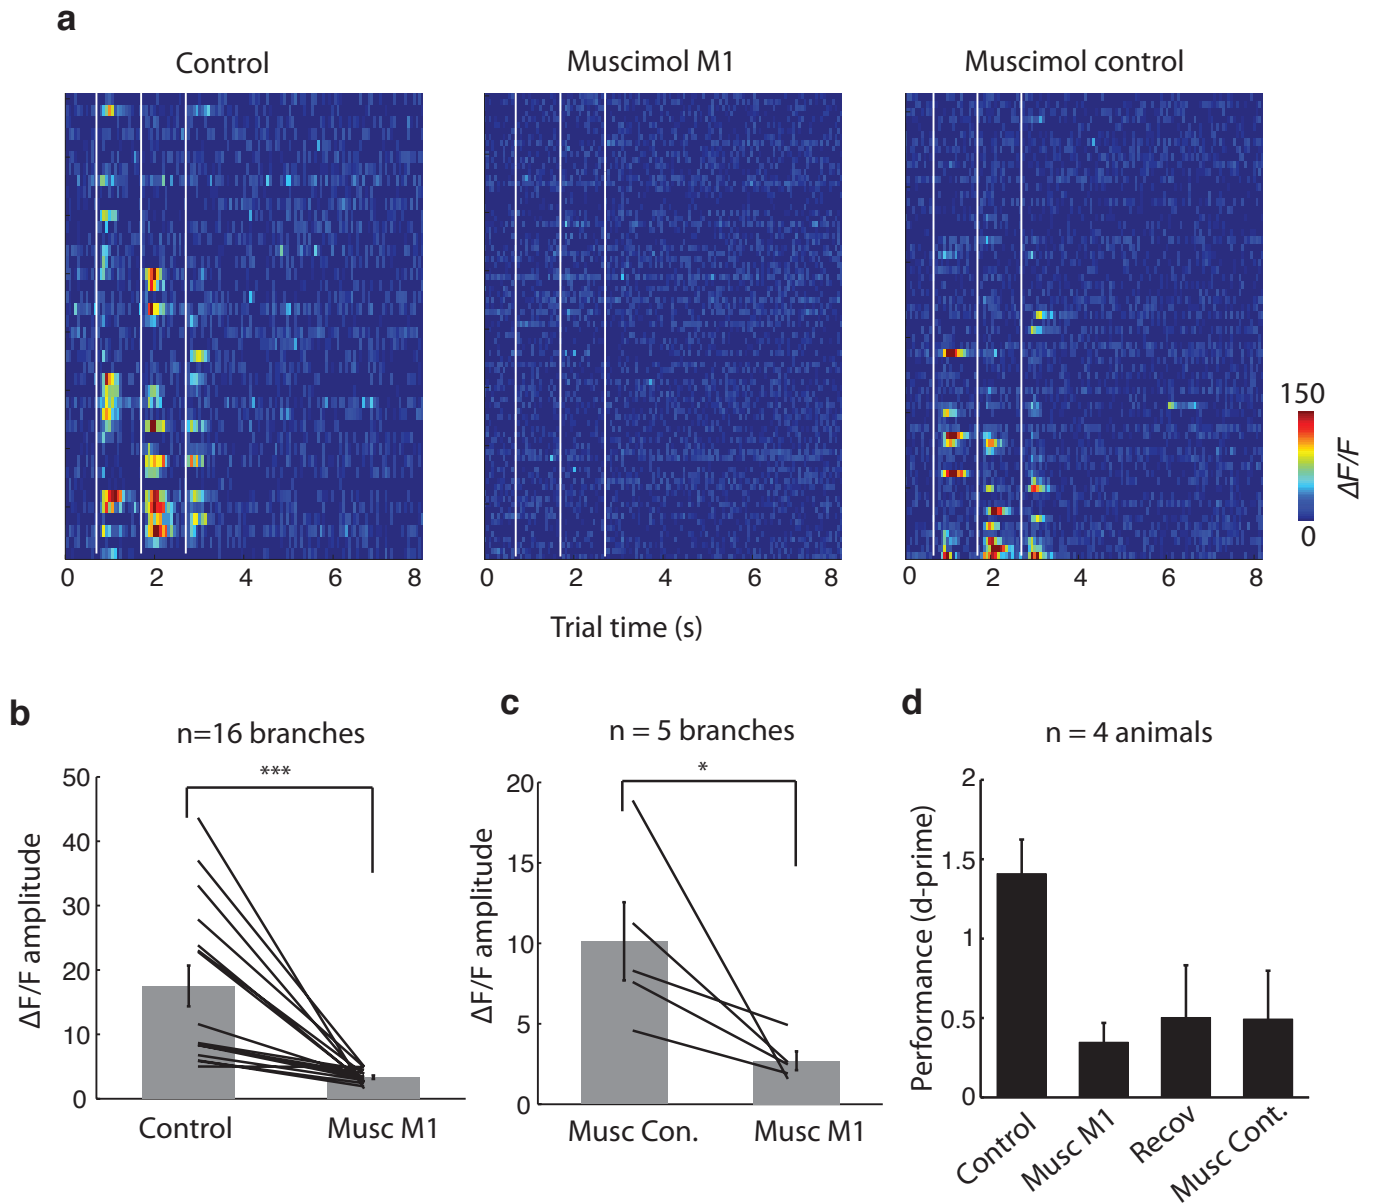 a
Control
Muscimol M1
Muscimol control
0 2 4 6 8
0 2 4 6 8
0 2 4 6 8
150
0
ΔF/F
Trial time (s)
b
n=16 branches
***
50
40
30
20
10
0
ΔF/F amplitude
Control
Musc M1
c
n = 5 branches
*
20
15
10
5
0
ΔF/F amplitude
Musc Con.
Musc M1
d
n = 4 animals
2
1.5
1
0.5
0
Performance (d-prime)
Control
Musc M1
Recov
Musc Cont.